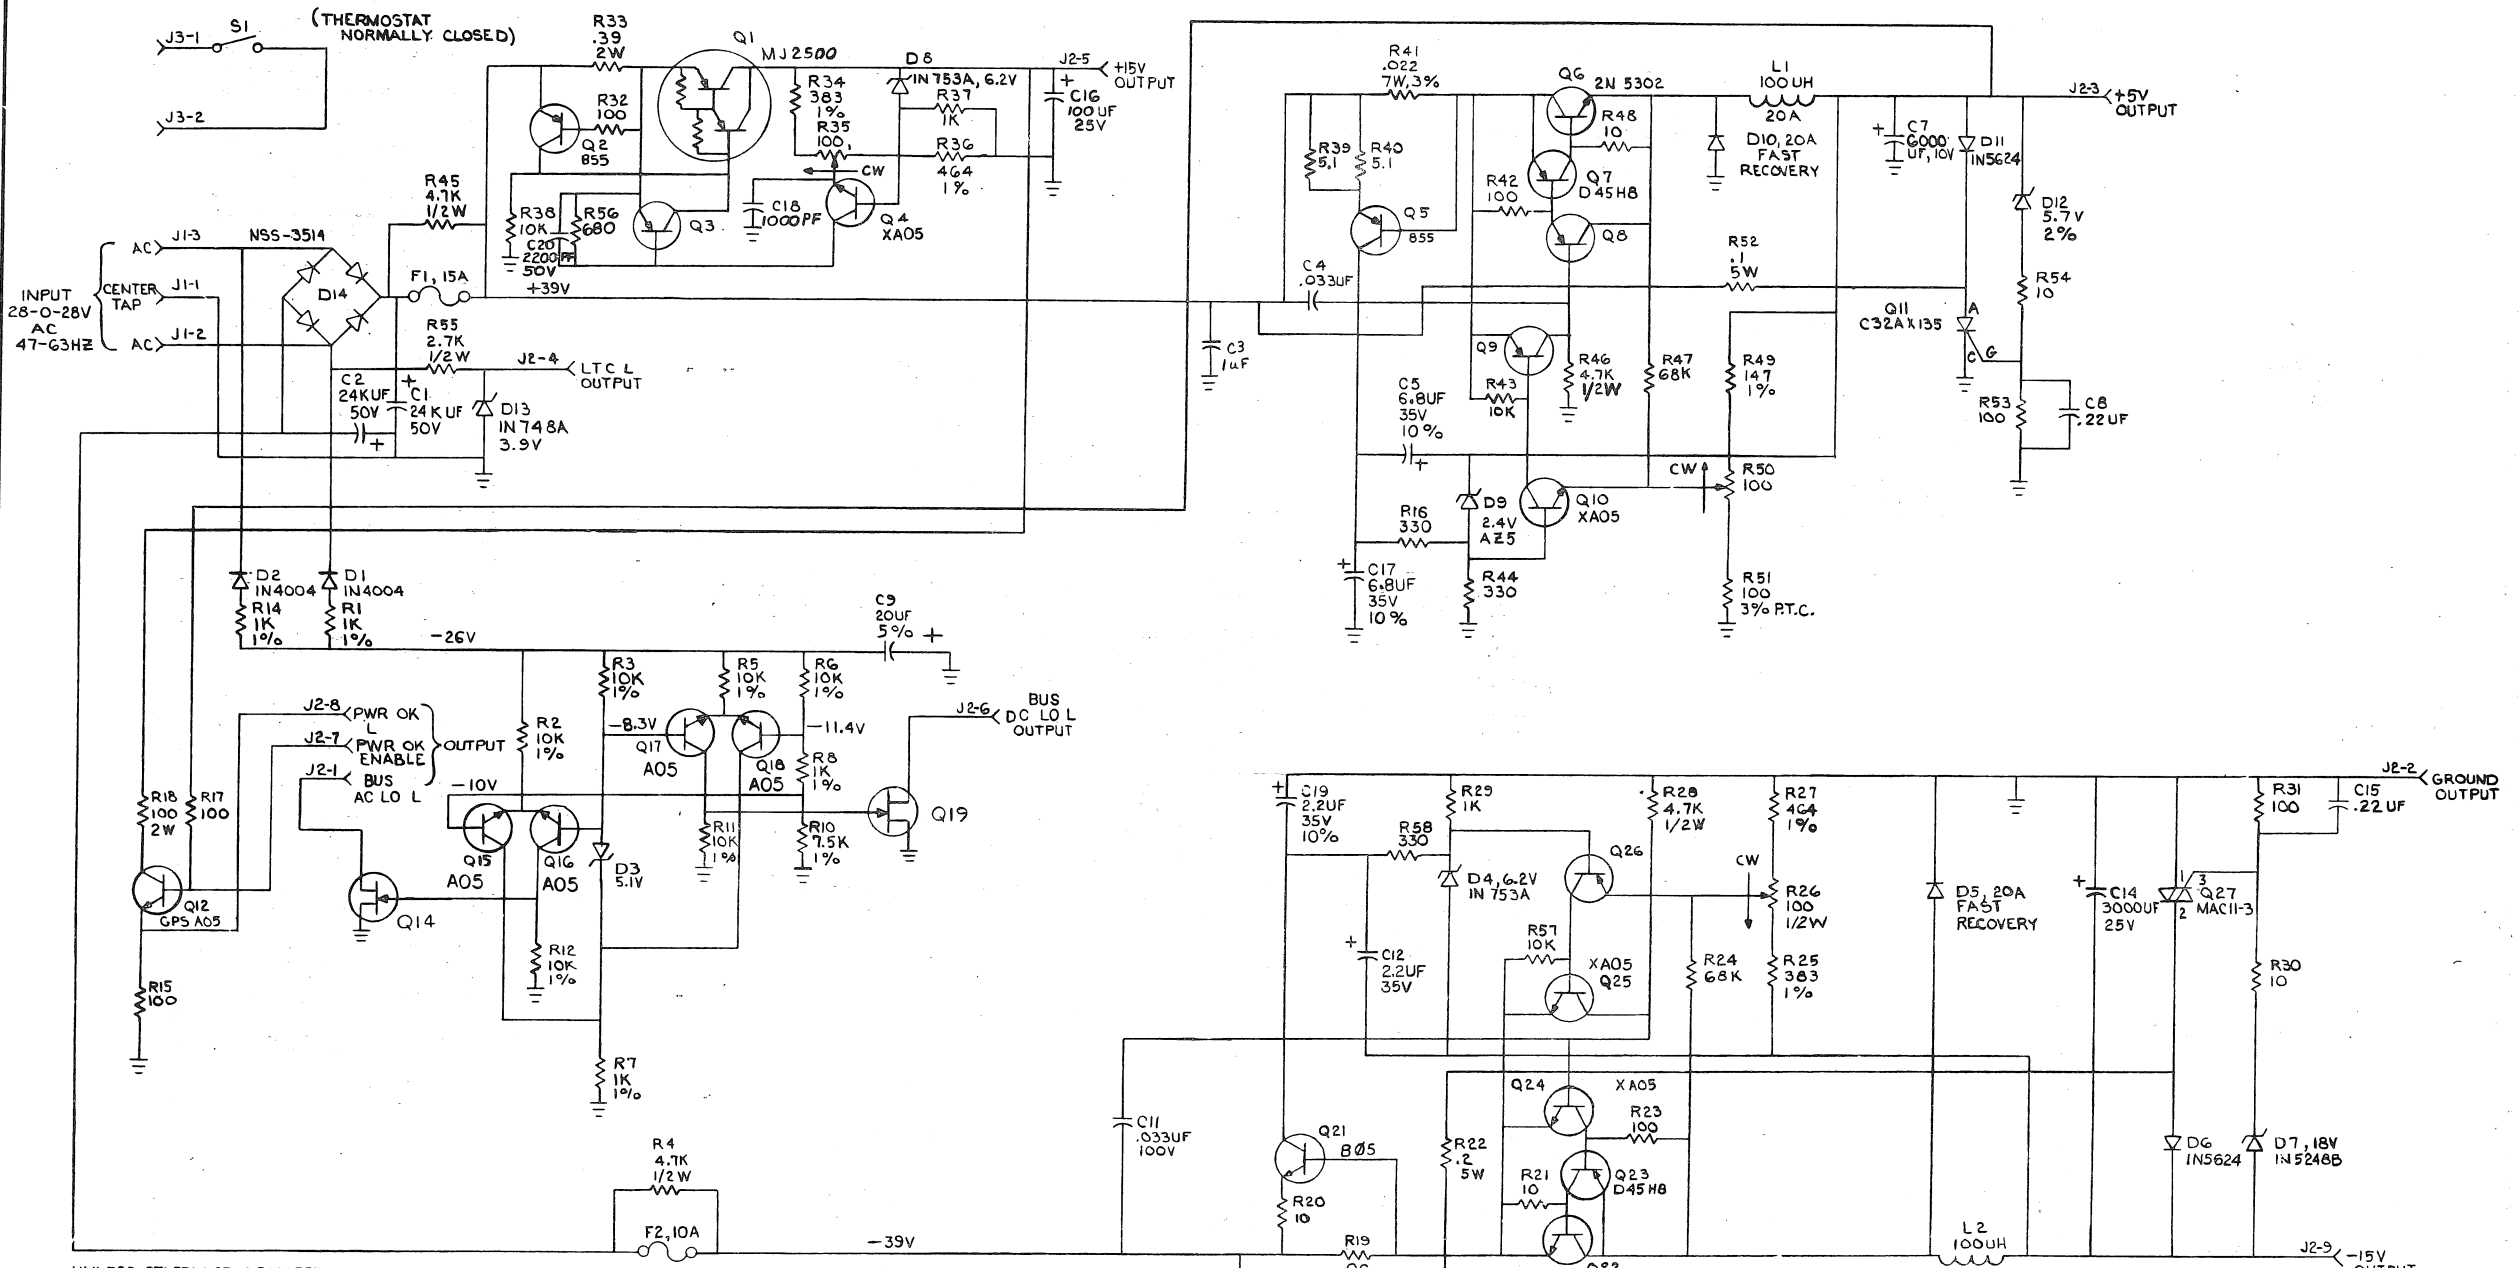 (THERMOSTAT
NORMALLY CLOSED)
S1
J3-1
J3-2
R33
.39
2W
Q1
MJ2500
R32
100
Q2
855
R34
383
1%
R35
100
D8
IN753A, 6.2V
R37
1K
R36
464
1%
J2-5
+15V
OUTPUT
+
C16
100UF
25V
CW
C18
1000PF
Q4
XA05
R45
4.7K
1/2W
R38
10K
R56
680
C20
2200PF
50V
Q3
INPUT
28-0-28V
AC
47-63HZ
AC
J1-3
CENTER
TAP
J1-1
AC
J1-2
NSS-3514
D14
F1, 15A
+39V
R55
2.7K
1/2W
J2-4
LTC L
OUTPUT
C2
24KUF
50V
+
C1
24KUF
50V
+
D13
IN748A
3.9V
R41
.022
7W,3%
Q6
2N 5302
L1
100UH
20A
J2-3
+5V
OUTPUT
R48
10
R39
5.1
R40
5.1
D10, 20A
FAST
RECOVERY
+
C7
6000
UF, 10V
D11
IN5624
R42
100
Q7
D45H8
Q5
855
Q8
D12
5.7V
2%
R52
.1
5W
R54
10
C4
.033UF
Q11
C32AX135
A
C
G
C3
1UF
Q9
R46
4.7K
1/2W
R47
68K
R49
147
1%
C5
6.8UF
35V
10%
+
R43
10K
R53
100
C8
.22UF
CW
R50
100
D9
2.4V
AZ5
Q10
XA05
R16
330
+
C17
6.8UF
35V
10%
R44
330
R51
100
3% P.T.C.
D2
IN4004
D1
IN4004
R14
1K
1%
R1
1K
1%
-26V
C9
20UF
5%
+
R3
10K
1%
R5
10K
1%
R6
10K
1%
J2-8
PWR OK
L
J2-7
PWR OK
ENABLE
OUTPUT
J2-1
BUS
AC LO L
R2
10K
1%
-8.3V
Q17
A05
Q18
A05
-11.4V
R8
1K
1%
J2-6
BUS
DC LO L
OUTPUT
-10V
R18
100
2W
R17
100
Q15
A05
Q16
A05
D3
5.1V
R11
10K
1%
R10
7.5K
1%
Q19
Q12
GPSA05
Q14
R12
10K
1%
R15
100
R7
1K
1%
R4
4.7K
1/2W
F2, 10A
-39V
+
C19
2.2UF
35V
10%
R29
1K
R58
330
R28
4.7K
1/2W
R27
464
1%
J2-2
GROUND
OUTPUT
R31
100
C15
.22UF
Q26
D4, 6.2V
IN 753A
CW
R26
100
1/2W
D5, 20A
FAST
RECOVERY
+
C14
3000UF
25V
1
3
2
Q27
MAC11-3
R57
10K
+
C12
2.2UF
35V
XA05
Q25
R24
68K
R25
383
1%
R30
10
C11
.033UF
100V
Q24
XA05
R23
100
Q21
BØ5
R22
.2
5W
D6
IN5624
D7, 18V
IN5248B
R21
10
Q23
D45H8
R20
10
R19
L2
100UH
J2-9
-15V